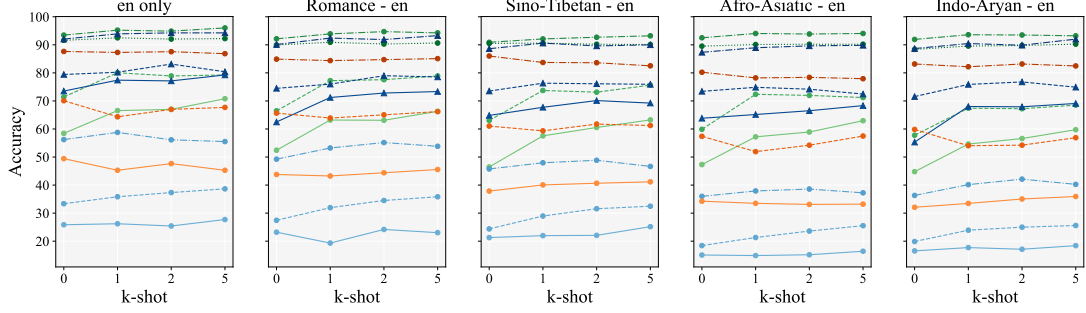 en only
Romance - en
Sino-Tibetan - en
Afro-Asiatic - en
Indo-Aryan - en
Accuracy
100
90
80
70
60
50
40
30
20
0 1 2 5
0 1 2 5
0 1 2 5
0 1 2 5
0 1 2 5
k-shot
k-shot
k-shot
k-shot
k-shot